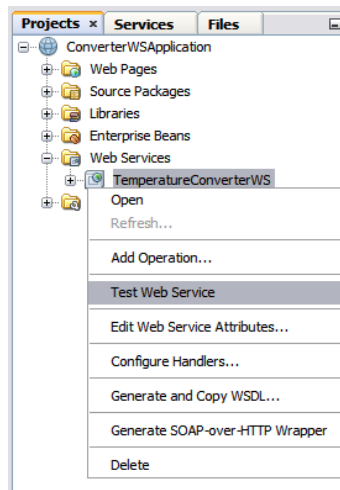 Projects × Services Files
ConverterWSApplication
Web Pages
Source Packages
Libraries
Enterprise Beans
Web Services
TemperatureConverterWS
Open
Refresh...
Add Operation...
Test Web Service
Edit Web Service Attributes...
Configure Handlers...
Generate and Copy WSDL...
Generate SOAP-over-HTTP Wrapper
Delete